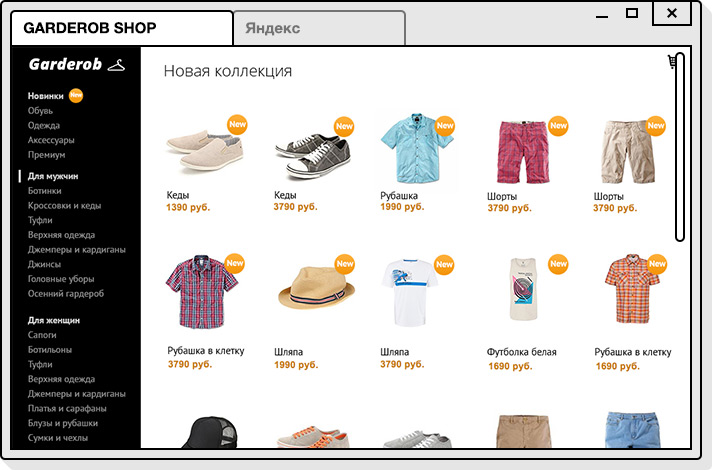 GARDEROB SHOP
Яндекс
Garderob
Новинки New
Обувь
Одежда
Аксессуары
Премиум
Для мужчин
Ботинки
Кроссовки и кеды
Туфли
Верхняя одежда
Джемперы и кардиганы
Джинсы
Головные уборы
Осенний гардероб
Для женщин
Сапоги
Ботильоны
Туфли
Верхняя одежда
Джемперы и кардиганы
Платья и сарафаны
Блузы и рубашки
Сумки и чехлы
Новая коллекция
New New New New New
Кеды Кеды Рубашка Шорты Шорты
1390 руб. 3790 руб. 1990 руб. 3790 руб. 3790 руб.
New New New New New
Рубашка в клетку Шляпа Шляпа Футболка белая Рубашка в клетку
3790 руб. 1990 руб. 3790 руб. 1690 руб. 1690 руб.